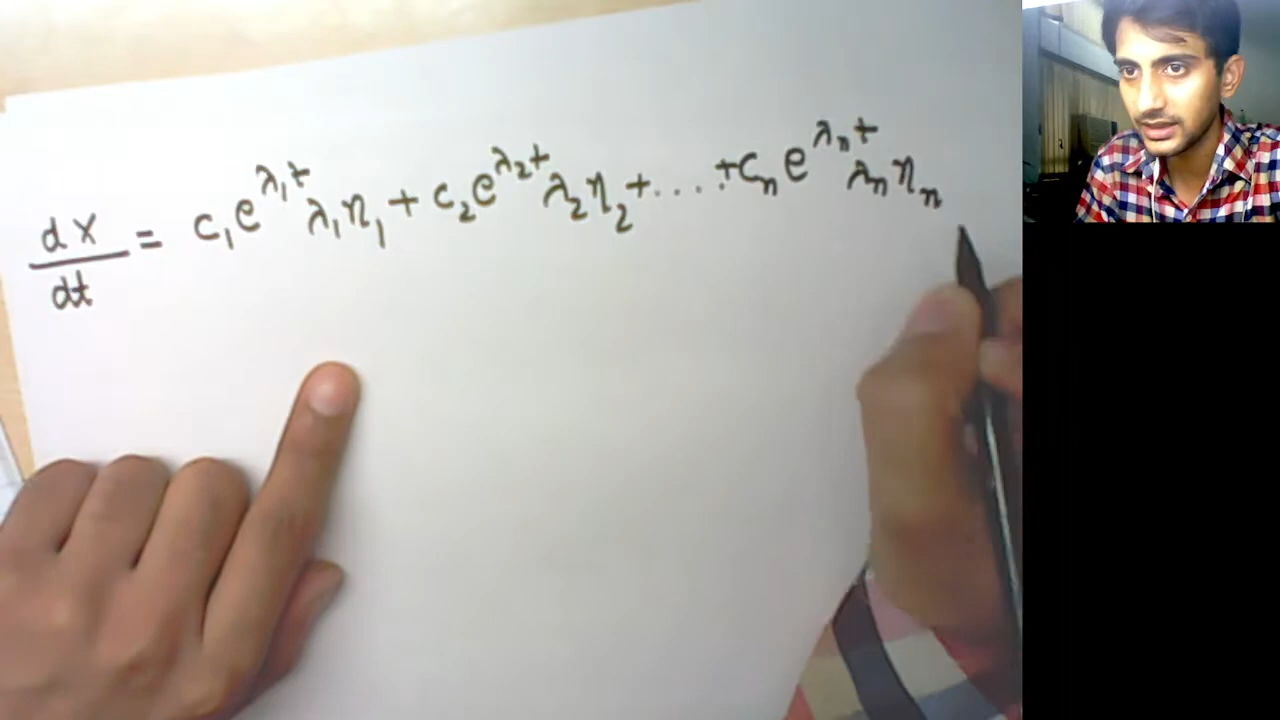 dX/dt = c₁e^{λ₁t} λ₁η₁ + c₂e^{λ₂t} λ₂η₂ + .... + cₙe^{λₙt} λₙηₙ